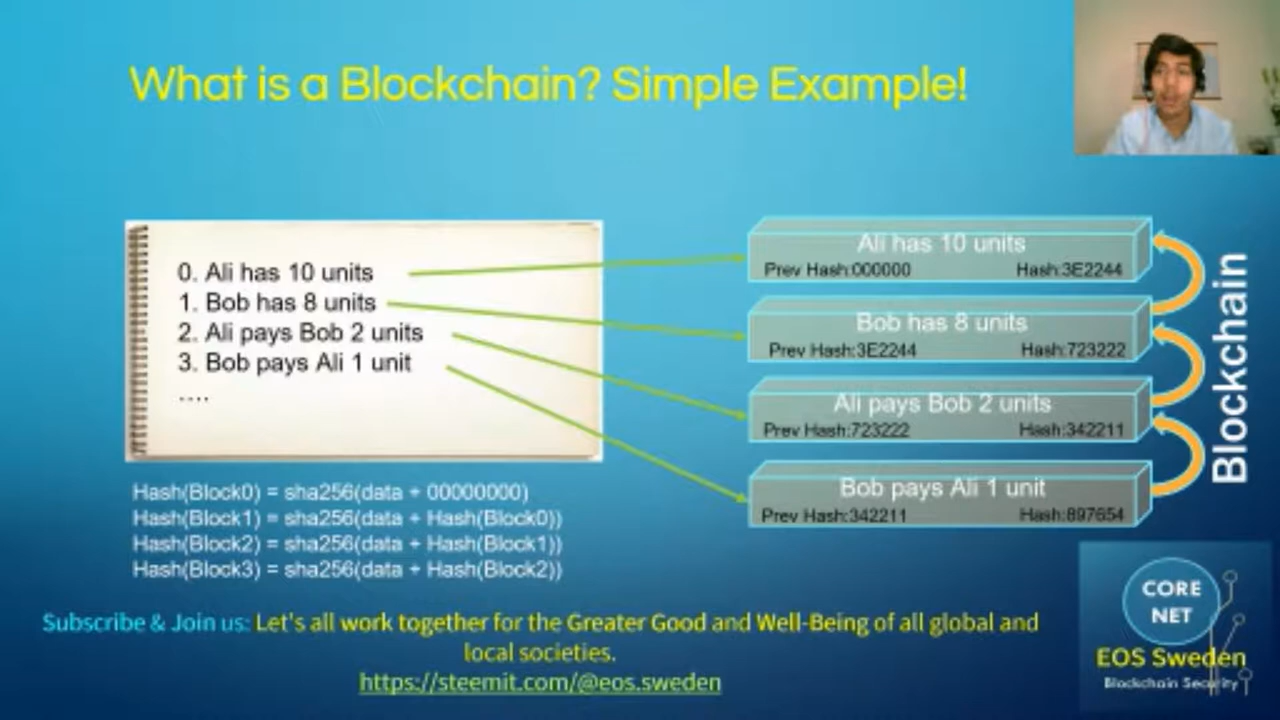 What is a Blockchain? Simple Example!
0. Ali has 10 units
1. Bob has 8 units
2. Ali pays Bob 2 units
3. Bob pays Ali 1 unit
....
Ali has 10 units
Prev Hash:000000 Hash:3E2244
Bob has 8 units
Prev Hash:3E2244 Hash:723222
Ali pays Bob 2 units
Prev Hash:723222 Hash:342211
Bob pays Ali 1 unit
Prev Hash:342211 Hash:897654
Blockchain
Hash(Block0) = sha256(data + 00000000)
Hash(Block1) = sha256(data + Hash(Block0))
Hash(Block2) = sha256(data + Hash(Block1))
Hash(Block3) = sha256(data + Hash(Block2))
Subscribe & Join us: Let's all work together for the Greater Good and Well-Being of all global and
local societies.
https://steemit.com/@eos.sweden
CORE
NET
EOS Sweden
Blockchain Security